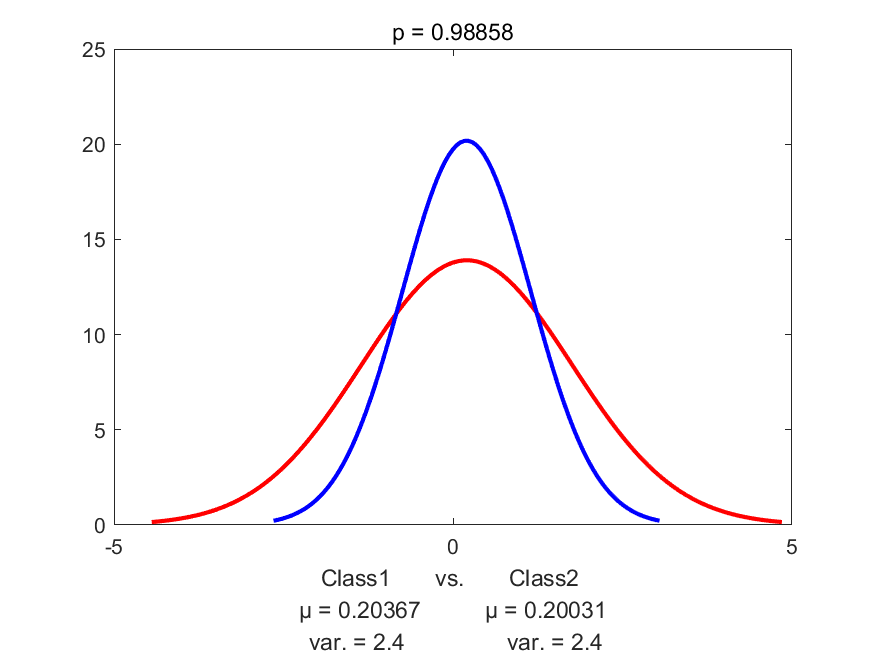 p = 0.98858
25
20
15
10
5
0
-5 0 5
Class1 vs. Class2
μ = 0.20367 μ = 0.20031
var. = 2.4 var. = 2.4